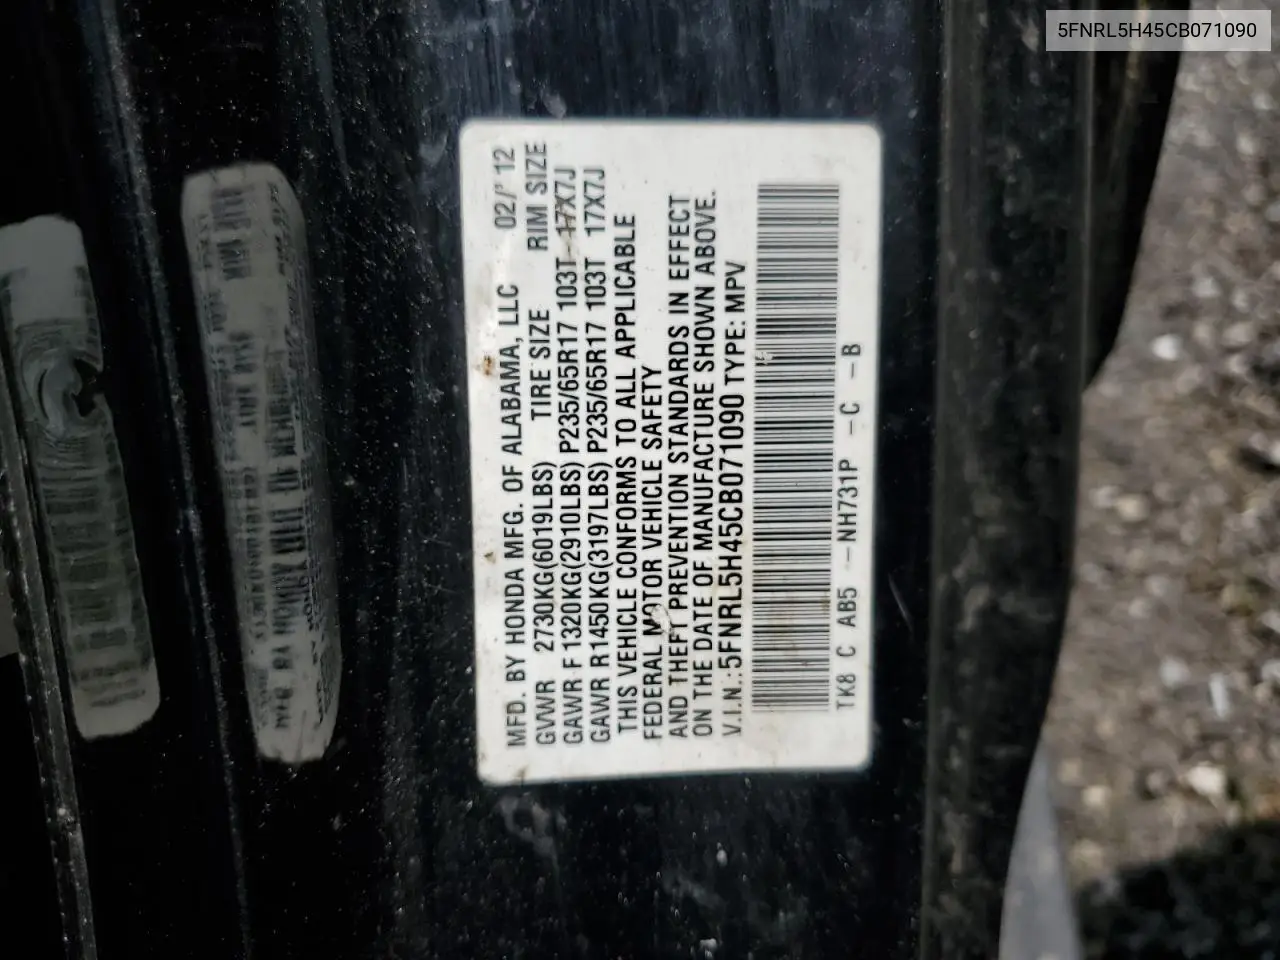 5FNRL5H45CB071090
MFD. BY HONDA MFG. OF ALABAMA, LLC 02/'12
GVWR 2730KG(6019LBS) TIRE SIZE RIM SIZE
GAWR F 1320KG(2910LBS) P235/65R17 103T 17X7J
GAWR R1450KG(3197LBS) P235/65R17 103T 17X7J
THIS VEHICLE CONFORMS TO ALL APPLICABLE
FEDERAL MOTOR VEHICLE SAFETY
AND THEFT PREVENTION STANDARDS IN EFFECT
ON THE DATE OF MANUFACTURE SHOWN ABOVE.
V.I.N.:5FNRL5H45CB071090 TYPE: MPV
TK8 C AB5 -NH731P -C -B